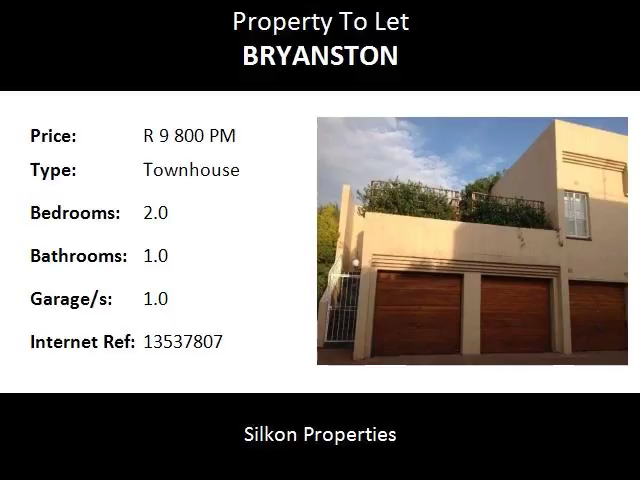 Property To Let
BRYANSTON
Price: R 9 800 PM
Type: Townhouse
Bedrooms: 2.0
Bathrooms: 1.0
Garage/s: 1.0
Internet Ref: 13537807
Silkon Properties